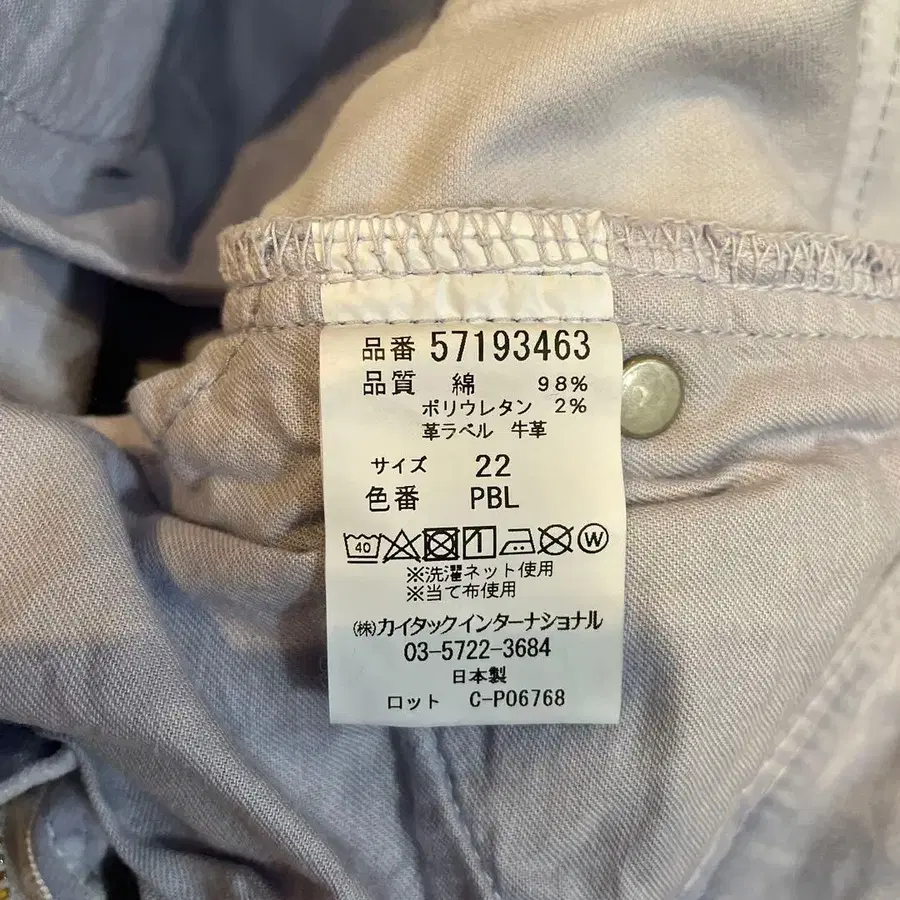 品番 57193463
品質 綿 98%
ポリウレタン 2%
革ラベル 牛革
サイズ 22
色番 PBL
40 W
※洗濯ネット使用
※当て布使用
㈱カイタックインターナショナル
03-5722-3684
日本製
ロット C-P06768